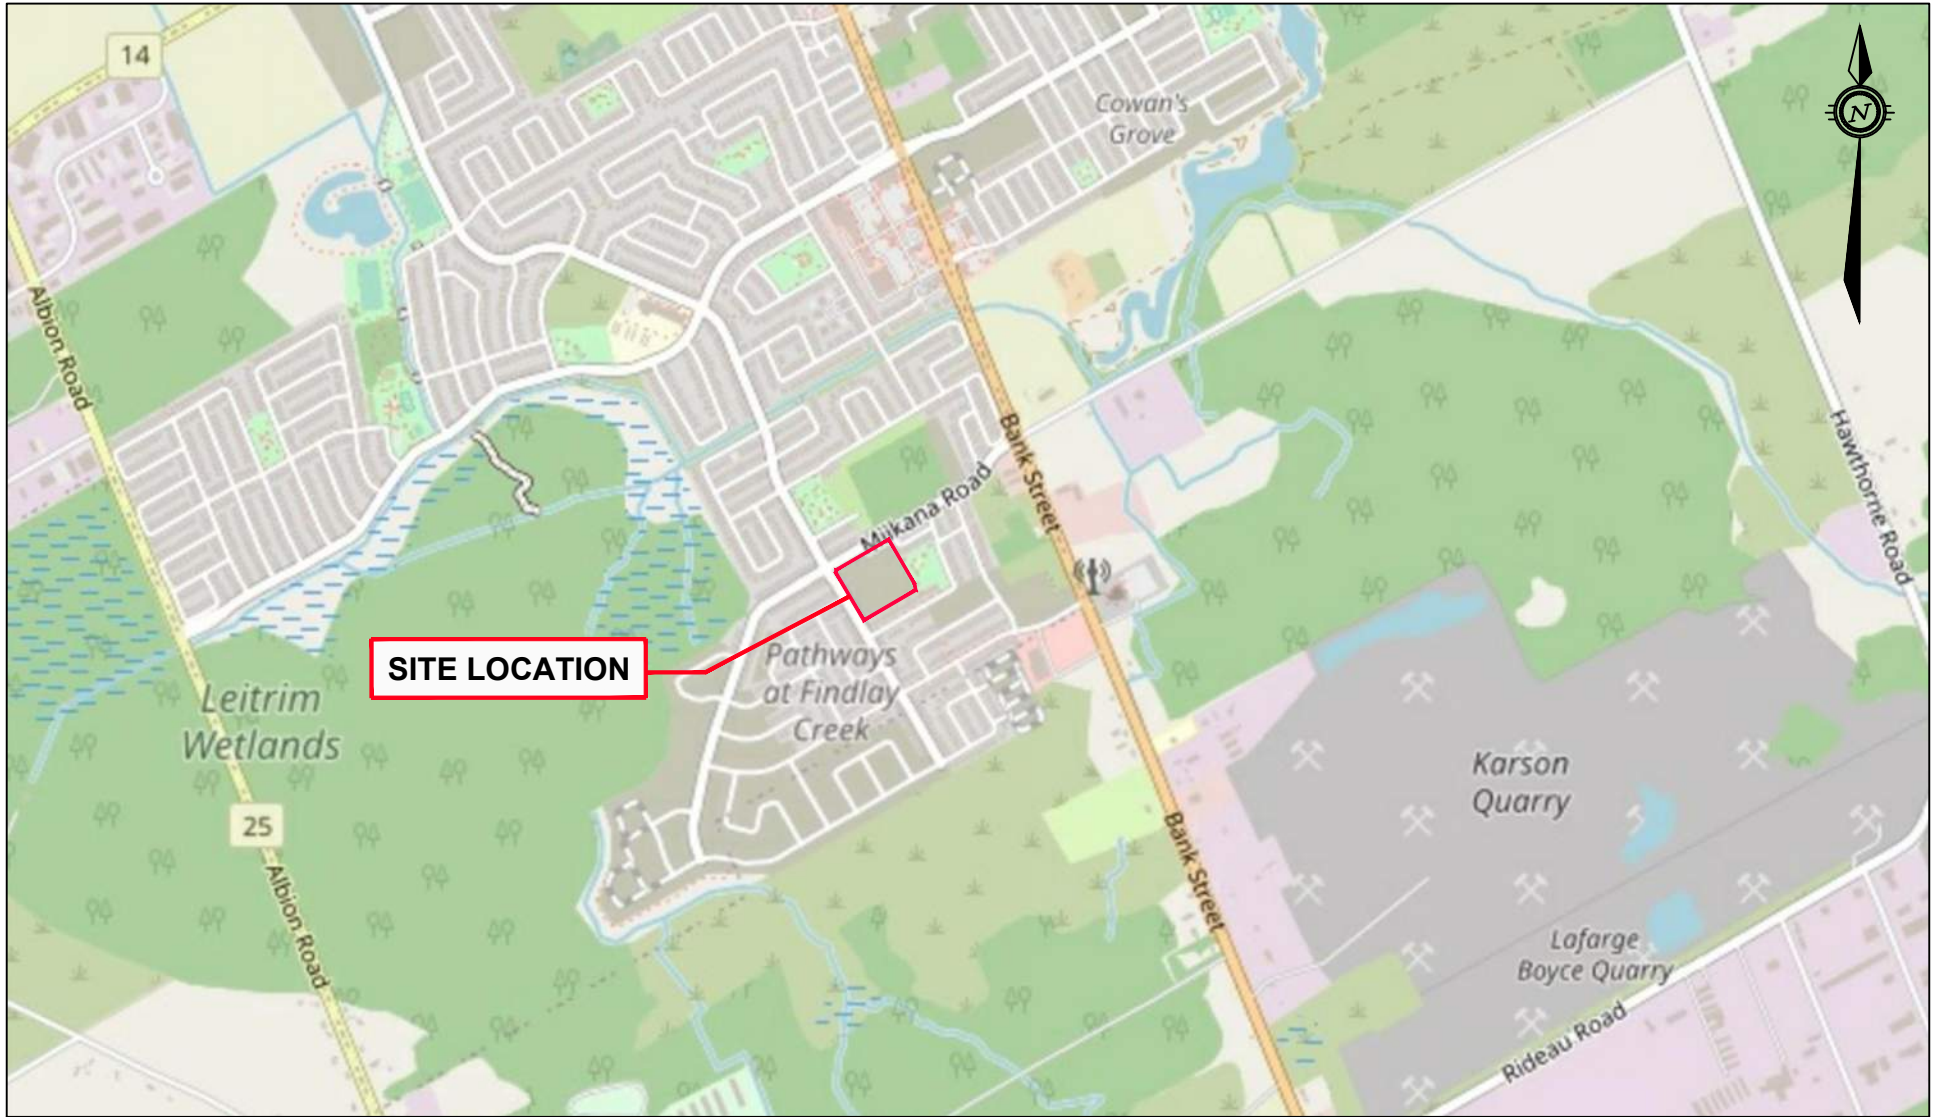 14
Cowan's
Grove
N
Albion Road
Bank Street
Hawthorne Road
Miikana Road
SITE LOCATION
Pathways
at Findlay
Creek
Leitrim
Wetlands
Karson
Quarry
25
Bank Street
Albion Road
Lafarge
Boyce Quarry
Rideau Road